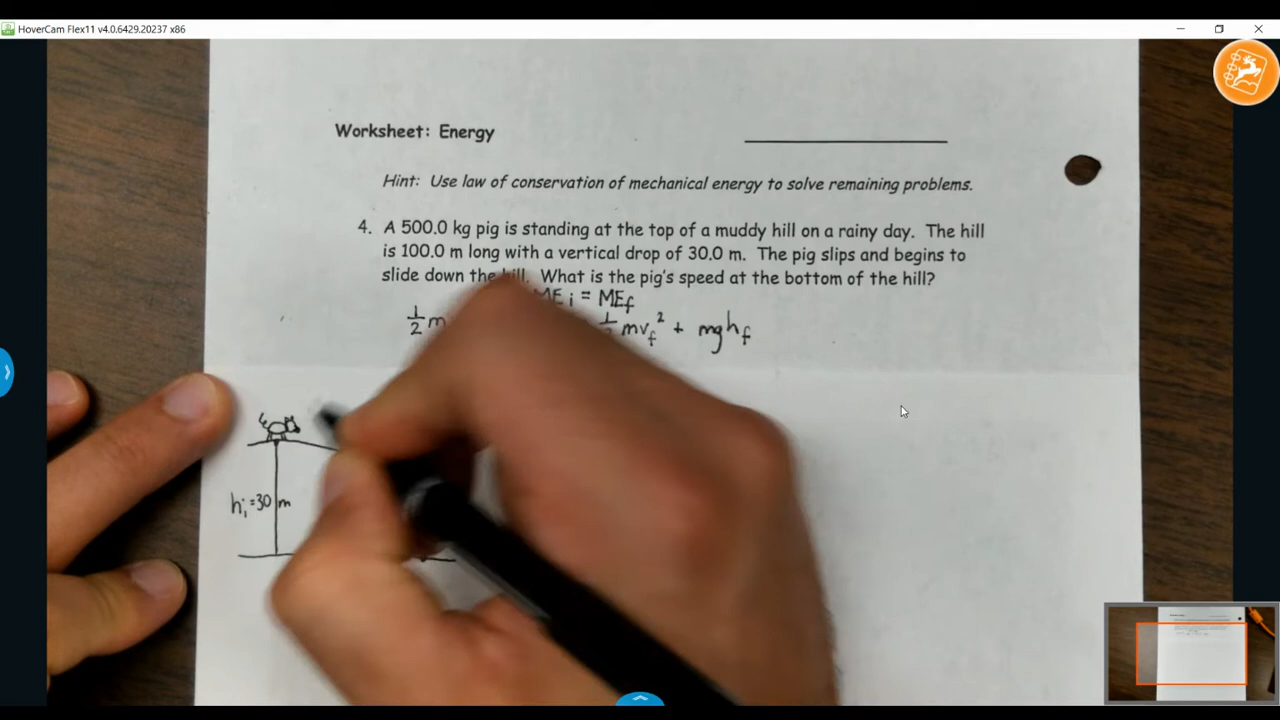 HoverCam Flex11 v4.0.6429.20237 x86
Worksheet: Energy
Hint: Use law of conservation of mechanical energy to solve remaining problems.
4. A 500.0 kg pig is standing at the top of a muddy hill on a rainy day. The hill
is 100.0 m long with a vertical drop of 30.0 m. The pig slips and begins to
slide down the hill. What is the pig's speed at the bottom of the hill?
MEi = MEf
1/2 m mvf² + mghf
hi = 30 m